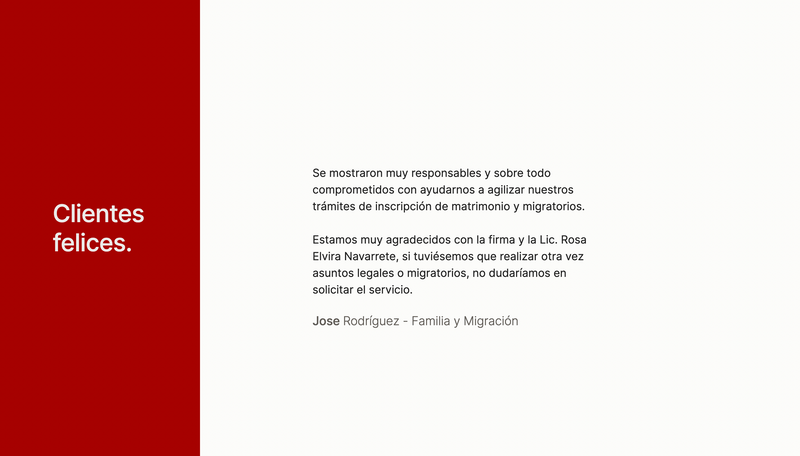 Clientes
felices.
Se mostraron muy responsables y sobre todo
comprometidos con ayudarnos a agilizar nuestros
trámites de inscripción de matrimonio y migratorios.
Estamos muy agradecidos con la firma y la Lic. Rosa
Elvira Navarrete, si tuviésemos que realizar otra vez
asuntos legales o migratorios, no dudaríamos en
solicitar el servicio.
Jose Rodríguez - Familia y Migración